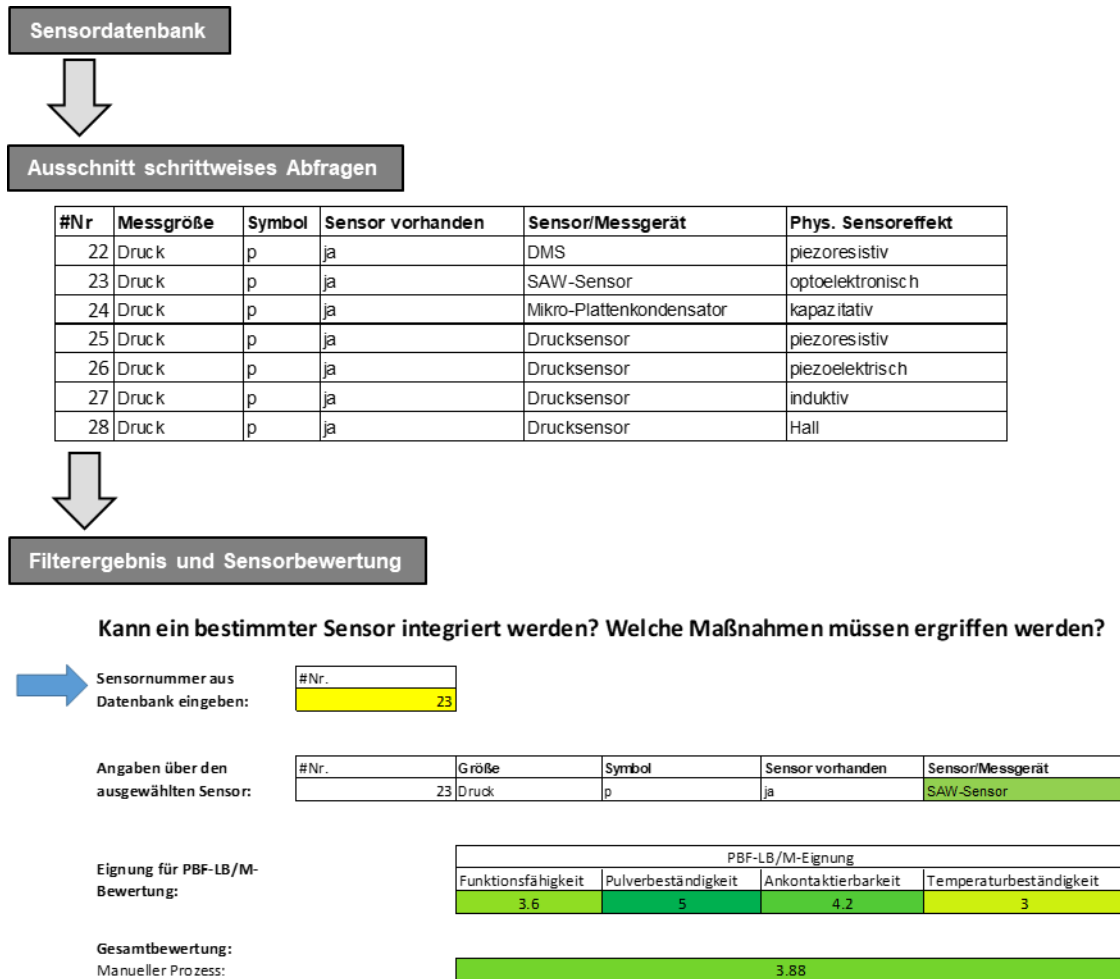 Sensordatenbank
Ausschnitt schrittweises Abfragen
#Nr Messgröße Symbol Sensor vorhanden Sensor/Messgerät Phys. Sensoreffekt
22 Druck p ja DMS piezoresistiv
23 Druck p ja SAW-Sensor optoelektronisch
24 Druck p ja Mikro-Plattenkondensator kapazitativ
25 Druck p ja Drucksensor piezoresistiv
26 Druck p ja Drucksensor piezoelektrisch
27 Druck p ja Drucksensor induktiv
28 Druck p ja Drucksensor Hall
Filterergebnis und Sensorbewertung
Kann ein bestimmter Sensor integriert werden? Welche Maßnahmen müssen ergriffen werden?
Sensornummer aus #Nr.
Datenbank eingeben: 23
Angaben über den #Nr. Größe Symbol Sensor vorhanden Sensor/Messgerät
ausgewählten Sensor: 23 Druck p ja SAW-Sensor
PBF-LB/M-Eignung
Eignung für PBF-LB/M-
Bewertung:
Funktionsfähigkeit Pulverbeständigkeit Ankontaktierbarkeit Temperaturbeständigkeit
3.6 5 4.2 3
Gesamtbewertung:
Manueller Prozess: 3.88